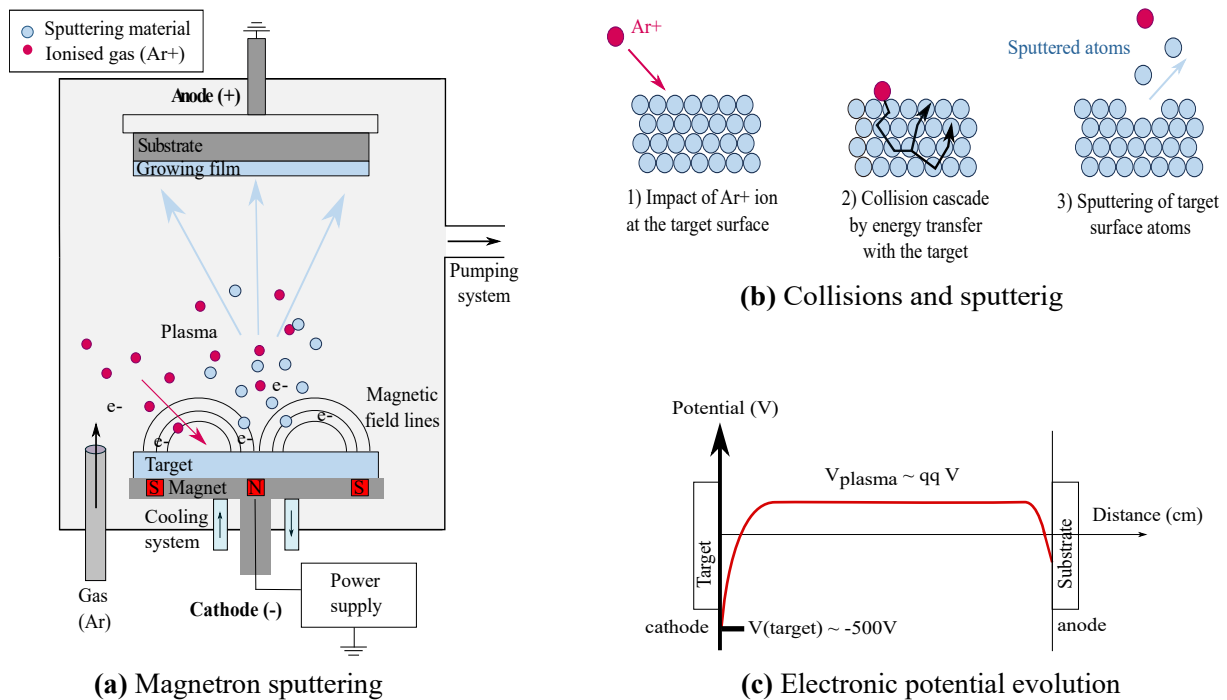 Sputtering material
Ionised gas (Ar+)
Anode (+)
Substrate
Growing film
Pumping
system
Plasma
e-
e-
Magnetic
field lines
e-
e-
e-
Target
S
Magnet
N
S
Cooling
system
Gas
(Ar)
Cathode (-)
Power
supply
(a) Magnetron sputtering
Ar+
Sputtered atoms
1) Impact of Ar+ ion
at the target surface
2) Collision cascade
by energy transfer
with the target
3) Sputtering of target
surface atoms
(b) Collisions and sputterig
Potential (V)
Vplasma ~ qq V
Distance (cm)
Target
Substrate
cathode
V(target) ~ -500V
anode
(c) Electronic potential evolution